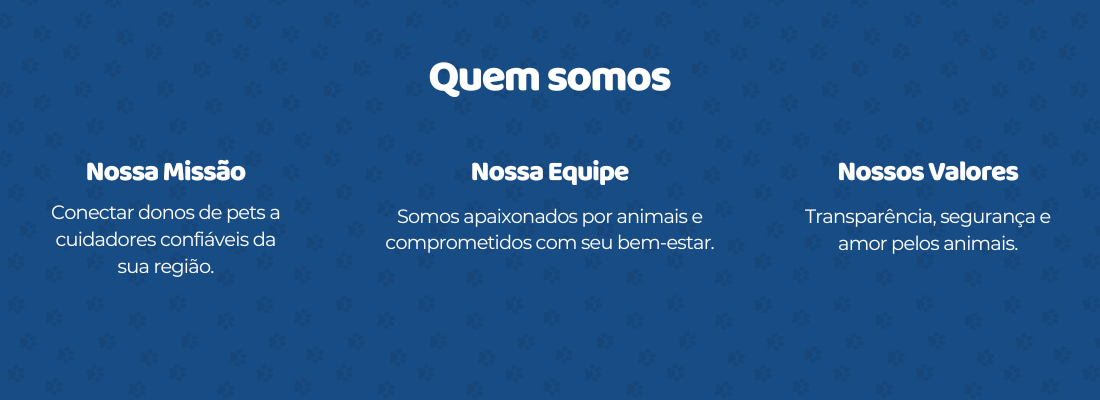 Quem somos
Nossa Missão
Conectar donos de pets a
cuidadores confiáveis da
sua região.
Nossa Equipe
Somos apaixonados por animais e
comprometidos com seu bem-estar.
Nossos Valores
Transparência, segurança e
amor pelos animais.